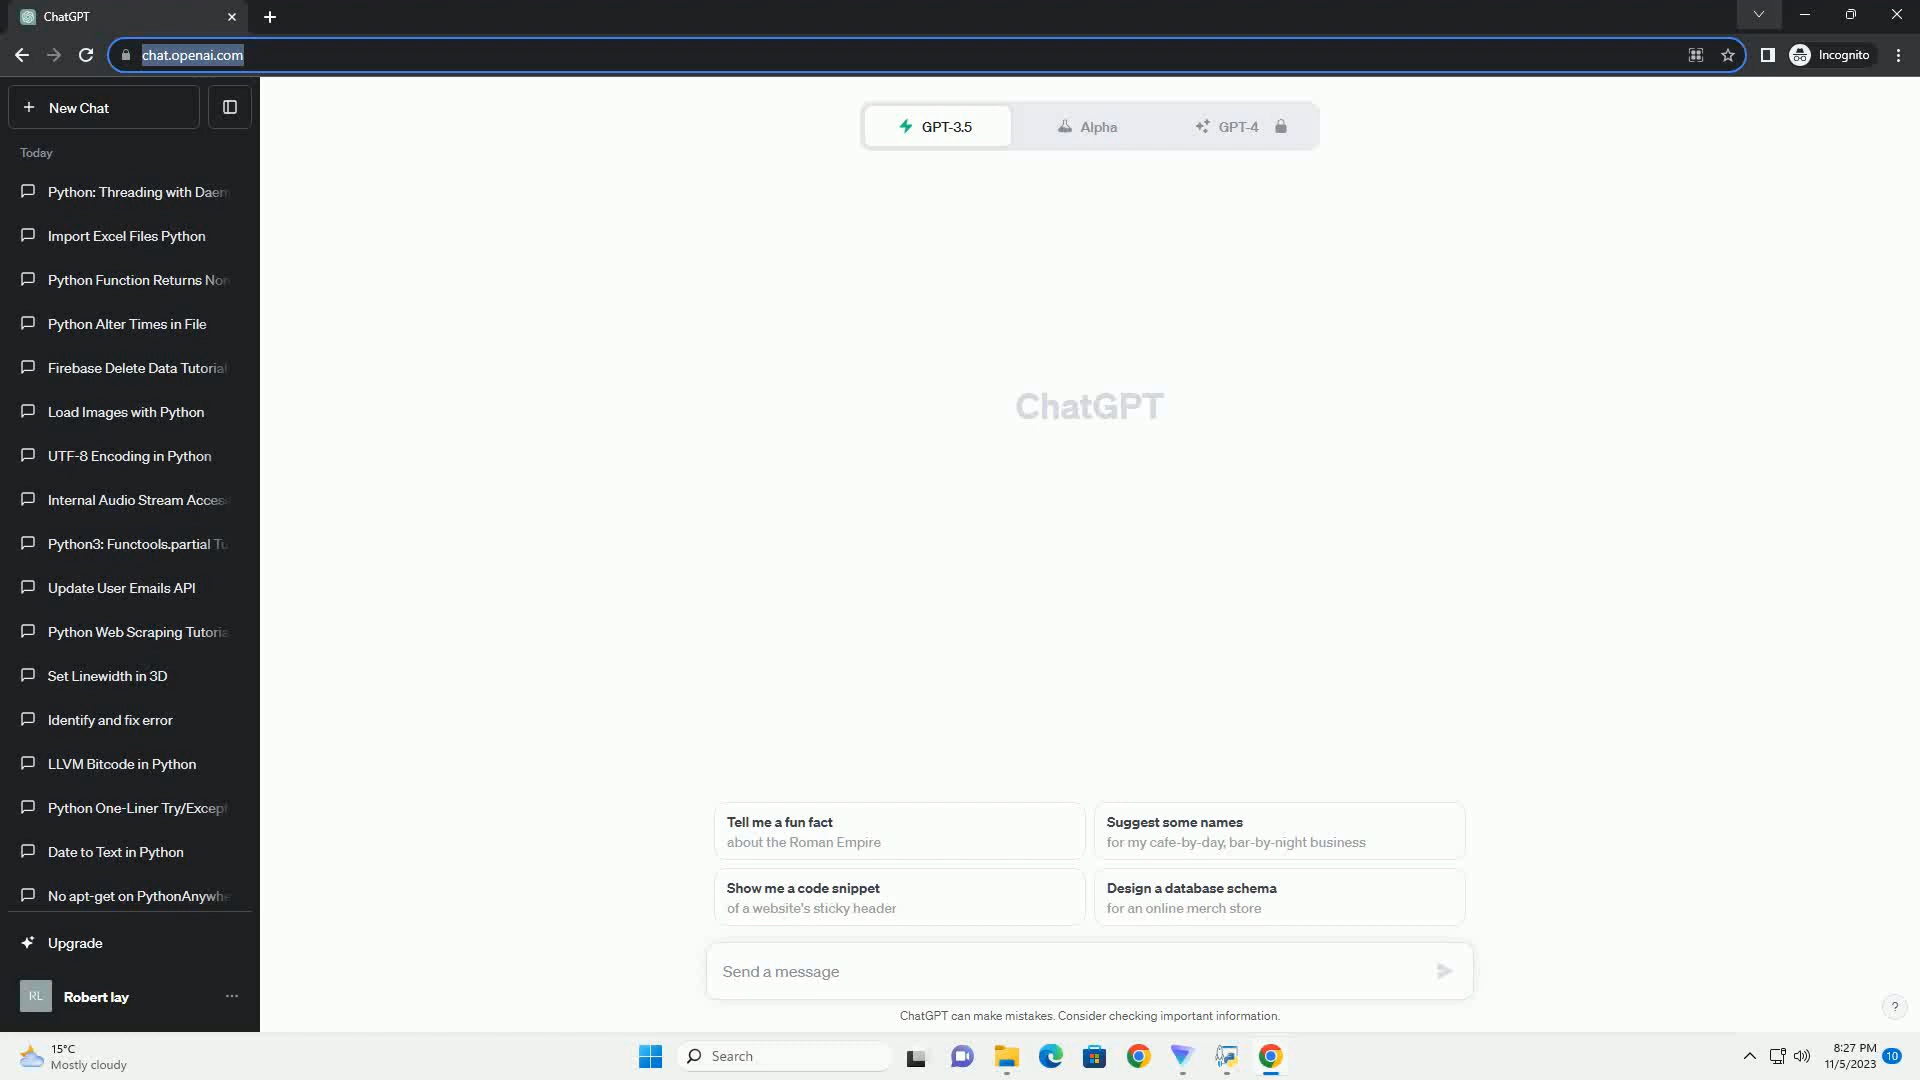 ChatGPT
chat.openai.com
Incognito
New Chat
GPT-3.5
Alpha
GPT-4
Today
Python: Threading with Daem
Import Excel Files Python
Python Function Returns Non
Python Alter Times in File
Firebase Delete Data Tutorial
Load Images with Python
UTF-8 Encoding in Python
Internal Audio Stream Access
Python3: Functools.partial Tu
Update User Emails API
Python Web Scraping Tutoria
Set Linewidth in 3D
Identify and fix error
LLVM Bitcode in Python
Python One-Liner Try/Except
Date to Text in Python
No apt-get on PythonAnywhe
Upgrade
RL Robert lay
ChatGPT
Tell me a fun fact
about the Roman Empire
Suggest some names
for my cafe-by-day, bar-by-night business
Show me a code snippet
of a website's sticky header
Design a database schema
for an online merch store
Send a message
ChatGPT can make mistakes. Consider checking important information.
?
15°C
Mostly cloudy
Search
8:27 PM
11/5/2023
10